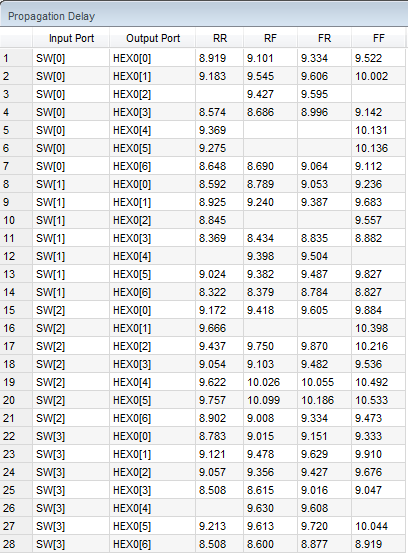 Propagation Delay
Input Port Output Port RR RF FR FF
1 SW[0] HEX0[0] 8.919 9.101 9.334 9.522
2 SW[0] HEX0[1] 9.183 9.545 9.606 10.002
3 SW[0] HEX0[2] 9.427 9.595
4 SW[0] HEX0[3] 8.574 8.686 8.996 9.142
5 SW[0] HEX0[4] 9.369 10.131
6 SW[0] HEX0[5] 9.275 10.136
7 SW[0] HEX0[6] 8.648 8.690 9.064 9.112
8 SW[1] HEX0[0] 8.592 8.789 9.053 9.236
9 SW[1] HEX0[1] 8.925 9.240 9.387 9.683
10 SW[1] HEX0[2] 8.845 9.557
11 SW[1] HEX0[3] 8.369 8.434 8.835 8.882
12 SW[1] HEX0[4] 9.398 9.504
13 SW[1] HEX0[5] 9.024 9.382 9.487 9.827
14 SW[1] HEX0[6] 8.322 8.379 8.784 8.827
15 SW[2] HEX0[0] 9.172 9.418 9.605 9.884
16 SW[2] HEX0[1] 9.666 10.398
17 SW[2] HEX0[2] 9.437 9.750 9.870 10.216
18 SW[2] HEX0[3] 9.054 9.103 9.482 9.536
19 SW[2] HEX0[4] 9.622 10.026 10.055 10.492
20 SW[2] HEX0[5] 9.757 10.099 10.186 10.533
21 SW[2] HEX0[6] 8.902 9.008 9.334 9.473
22 SW[3] HEX0[0] 8.783 9.015 9.151 9.333
23 SW[3] HEX0[1] 9.121 9.478 9.629 9.910
24 SW[3] HEX0[2] 9.057 9.356 9.427 9.676
25 SW[3] HEX0[3] 8.508 8.615 9.016 9.047
26 SW[3] HEX0[4] 9.630 9.608
27 SW[3] HEX0[5] 9.213 9.613 9.720 10.044
28 SW[3] HEX0[6] 8.508 8.600 8.877 8.919